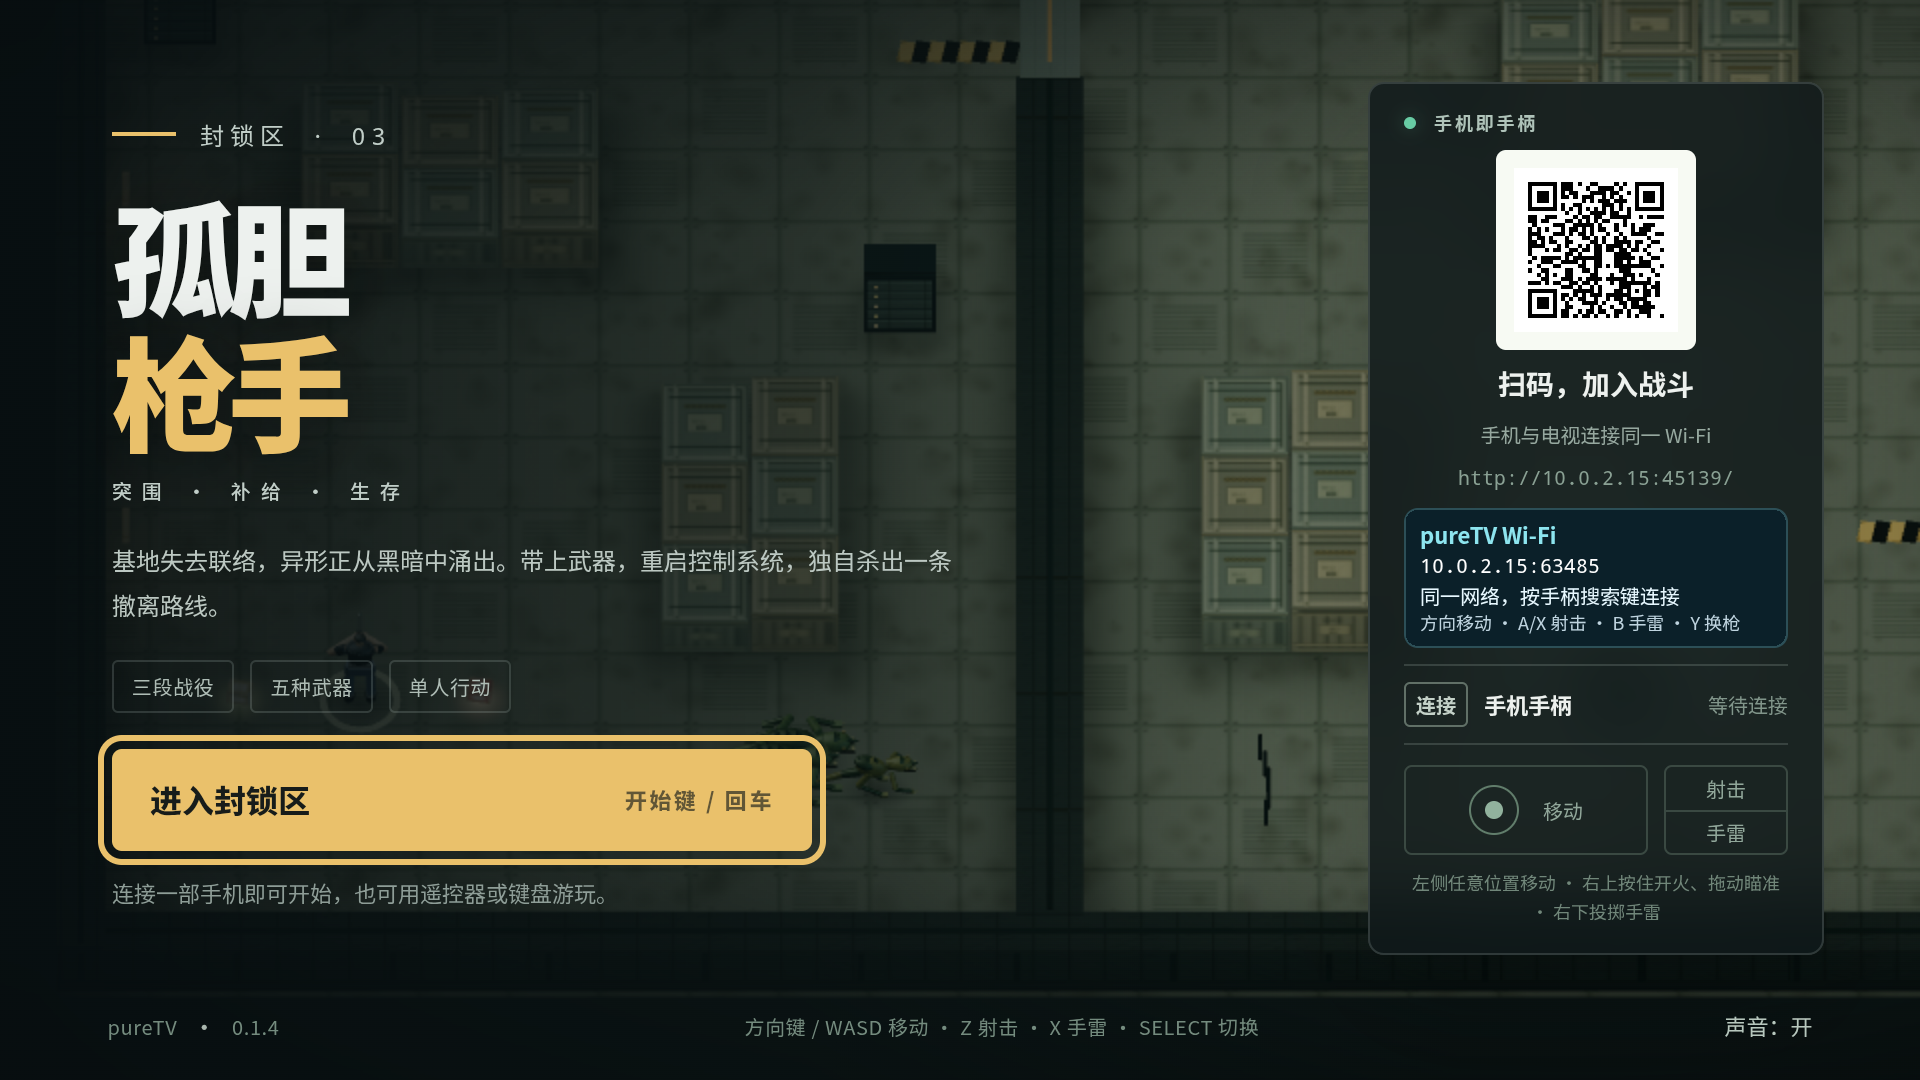 封锁区 · 03
孤胆
枪手
突围 · 补给 · 生存
基地失去联络，异形正从黑暗中涌出。带上武器，重启控制系统，独自杀出一条
撤离路线。
三段战役
五种武器
单人行动
进入封锁区
开始键 / 回车
连接一部手机即可开始，也可用遥控器或键盘游玩。
手机即手柄
扫码，加入战斗
手机与电视连接同一 Wi-Fi
http://10.0.2.15:45139/
pureTV Wi-Fi
10.0.2.15:63485
同一网络，按手柄搜索键连接
方向移动 · A/X 射击 · B 手雷 · Y 换枪
连接 手机手柄 等待连接
移动
射击
手雷
左侧任意位置移动 · 右上按住开火、拖动瞄准
· 右下投掷手雷
pureTV · 0.1.4
方向键 / WASD 移动 · Z 射击 · X 手雷 · SELECT 切换
声音：开